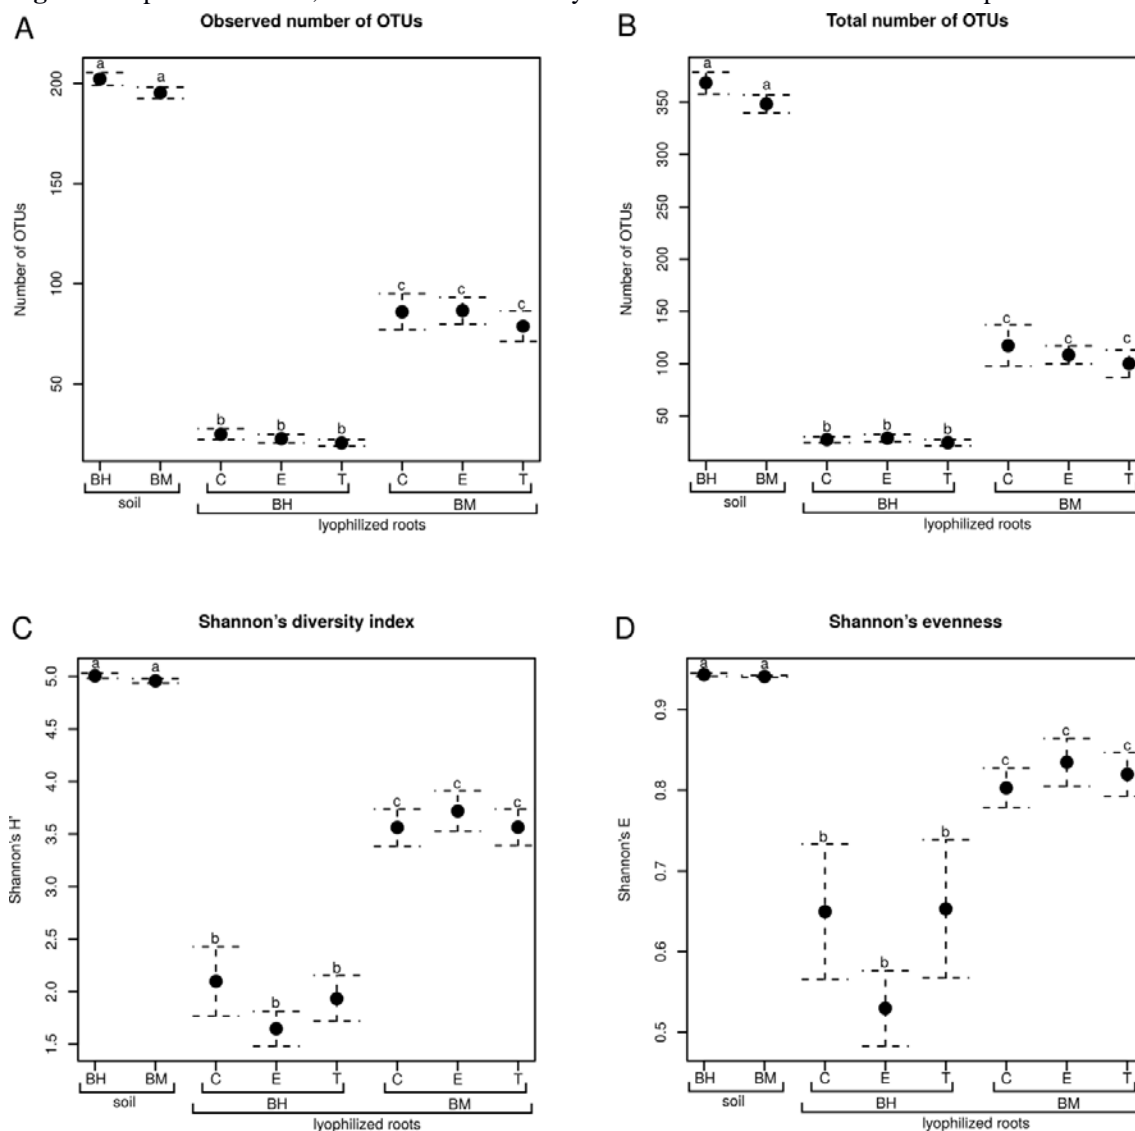 A
Observed number of OTUs
Number of OTUs
200
150
100
50
a
a
b
b
b
c
c
c
BH
BM
C
E
T
C
E
T
soil
BH
BM
lyophilized roots
B
Total number of OTUs
Number of OTUs
350
300
250
200
150
100
50
a
a
b
b
b
c
c
c
BH
BM
C
E
T
C
E
T
soil
BH
BM
lyophilized roots
C
Shannon's diversity index
Shannon's H'
5.0
4.5
4.0
3.5
3.0
2.5
2.0
1.5
a
a
b
b
b
c
c
c
BH
BM
C
E
T
C
E
T
soil
BH
BM
lyophilized roots
D
Shannon's evenness
Shannon's E
0.9
0.8
0.7
0.6
0.5
a
a
b
b
b
c
c
c
BH
BM
C
E
T
C
E
T
soil
BH
BM
lyophilized roots